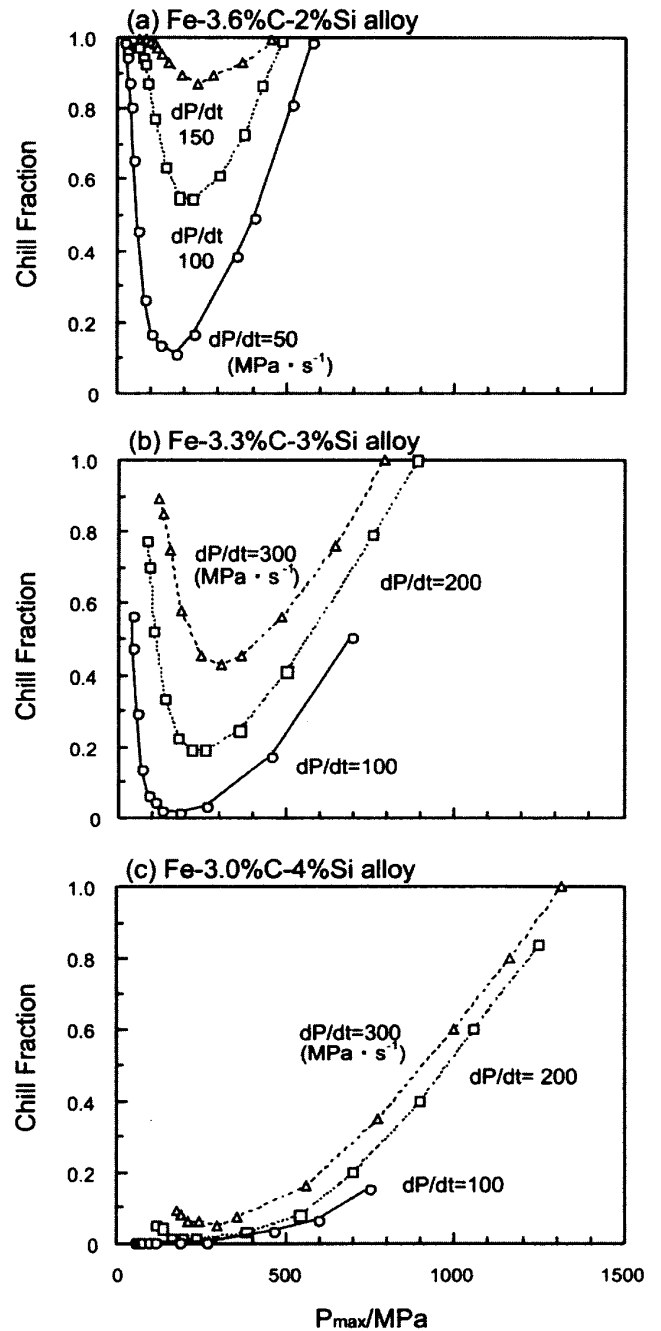 (a) Fe-3.6%C-2%Si alloy
1.0
0.8
0.6
0.4
0.2
0
Chill Fraction
dP/dt
150
dP/dt
100
dP/dt=50
(MPa・s⁻¹)
(b) Fe-3.3%C-3%Si alloy
1.0
0.8
0.6
0.4
0.2
0
Chill Fraction
dP/dt=300
(MPa・s⁻¹)
dP/dt=200
dP/dt=100
(c) Fe-3.0%C-4%Si alloy
1.0
0.8
0.6
0.4
0.2
0
Chill Fraction
dP/dt=300
(MPa・s⁻¹)
dP/dt= 200
dP/dt=100
0 500 1000 1500
Pmax/MPa